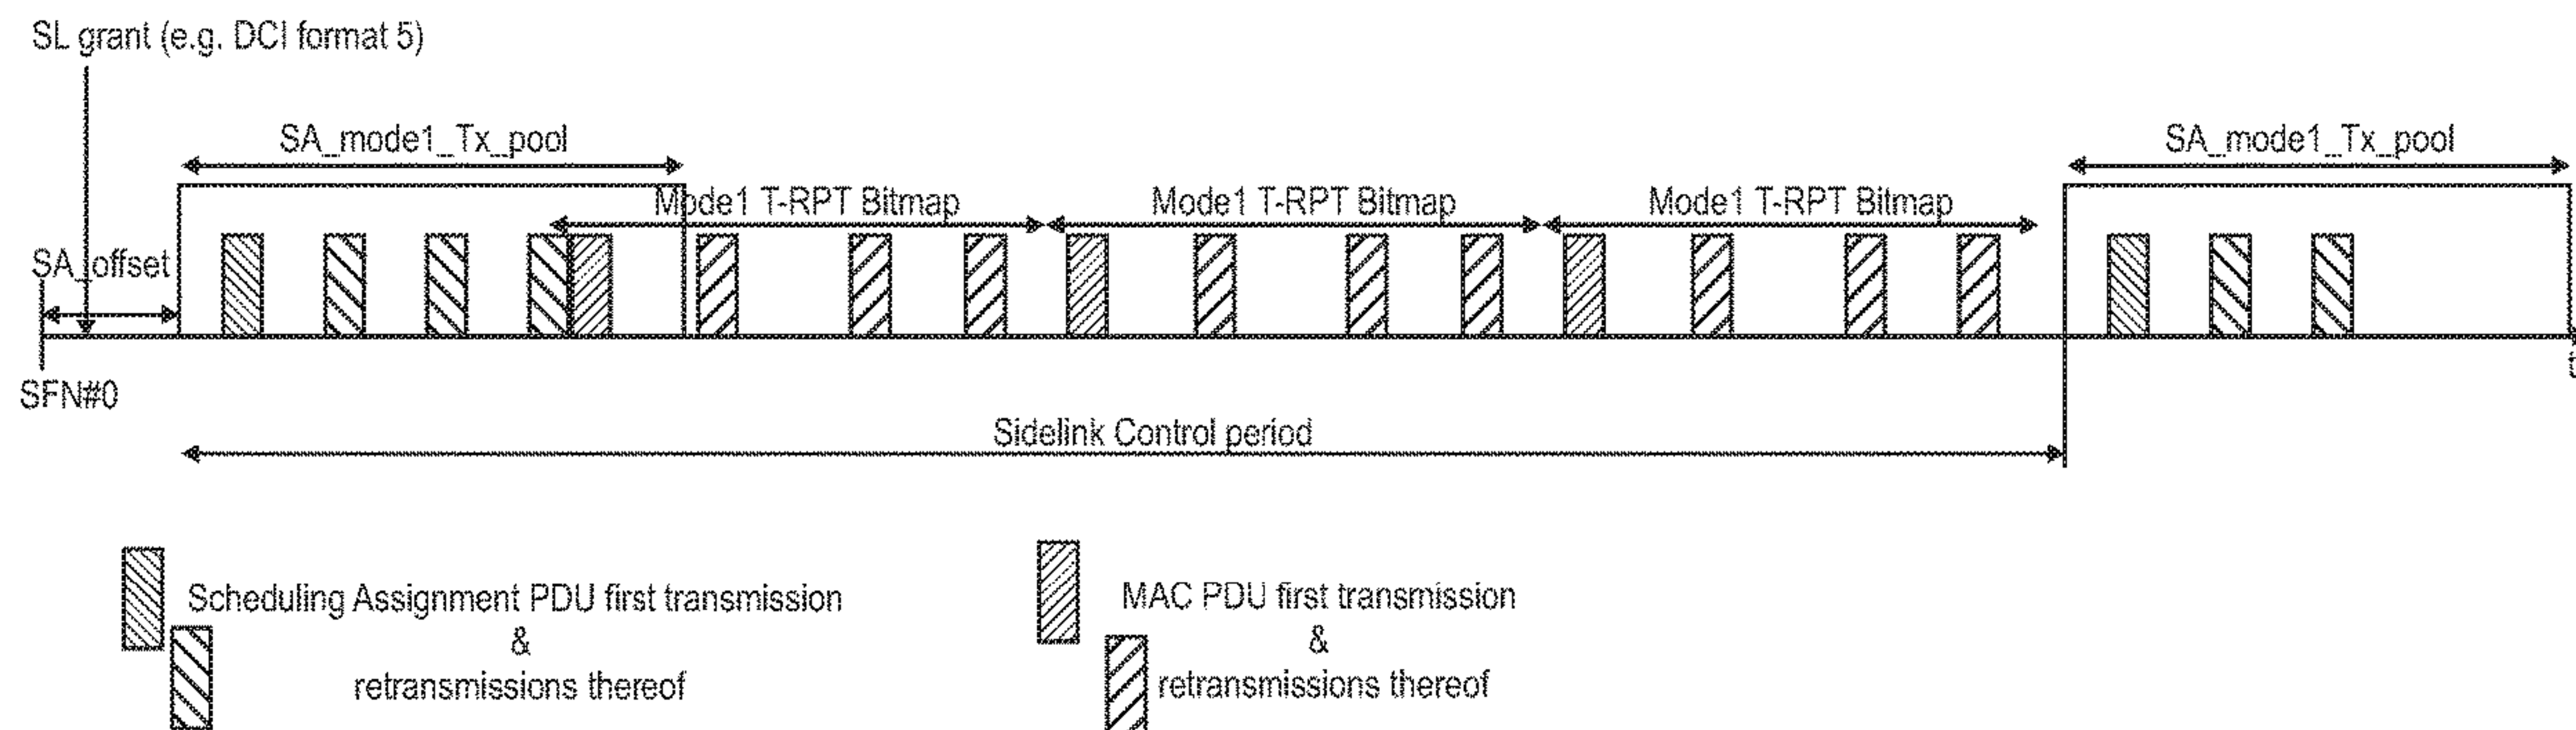 SL grant (e.g. DCI format 5)
SA_mode1_Tx_pool
SA_mode1_Tx_pool
Mode1 T-RPT Bitmap
Mode1 T-RPT Bitmap
Mode1 T-RPT Bitmap
SA_offset
t
SFN#0
Sidelink Control period
Scheduling Assignment PDU first transmission
&
retransmissions thereof
MAC PDU first transmission
&
retransmissions thereof